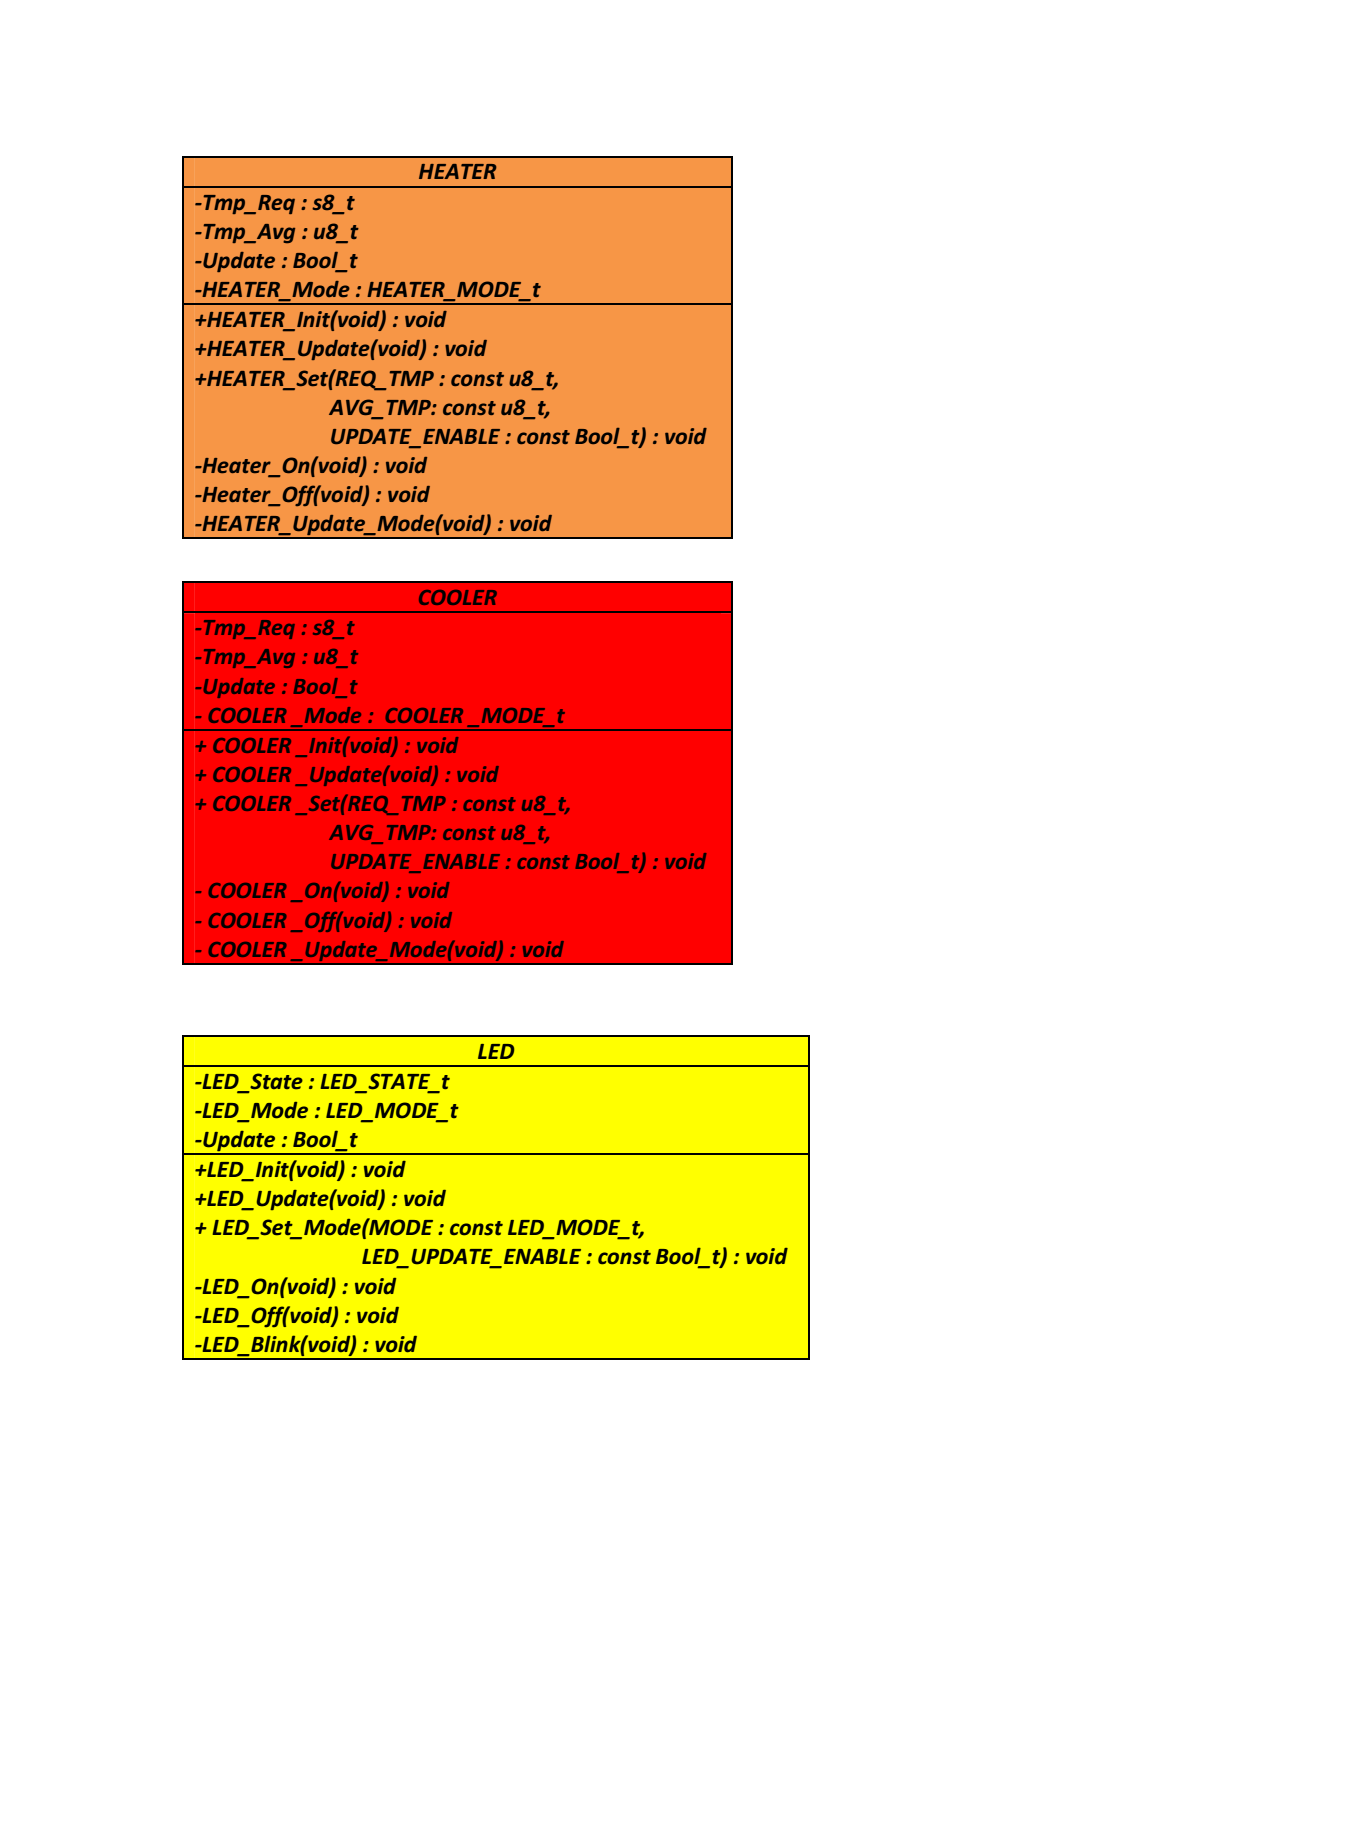 HEATER
-Tmp_Req : s8_t
-Tmp_Avg : u8_t
-Update : Bool_t
-HEATER_Mode : HEATER_MODE_t
+HEATER_Init(void) : void
+HEATER_Update(void) : void
+HEATER_Set(REQ_TMP : const u8_t,
AVG_TMP: const u8_t,
UPDATE_ENABLE : const Bool_t) : void
-Heater_On(void) : void
-Heater_Off(void) : void
-HEATER_Update_Mode(void) : void
COOLER
-Tmp_Req : s8_t
-Tmp_Avg : u8_t
-Update : Bool_t
- COOLER _Mode :  COOLER _MODE_t
+ COOLER _Init(void) : void
+ COOLER _Update(void) : void
+ COOLER _Set(REQ_TMP : const u8_t,
AVG_TMP: const u8_t,
UPDATE_ENABLE : const Bool_t) : void
- COOLER _On(void) : void
- COOLER _Off(void) : void
- COOLER _Update_Mode(void) : void
LED
-LED_State : LED_STATE_t
-LED_Mode : LED_MODE_t
-Update : Bool_t
+LED_Init(void) : void
+LED_Update(void) : void
+ LED_Set_Mode(MODE : const LED_MODE_t,
LED_UPDATE_ENABLE : const Bool_t) : void
-LED_On(void) : void
-LED_Off(void) : void
-LED_Blink(void) : void